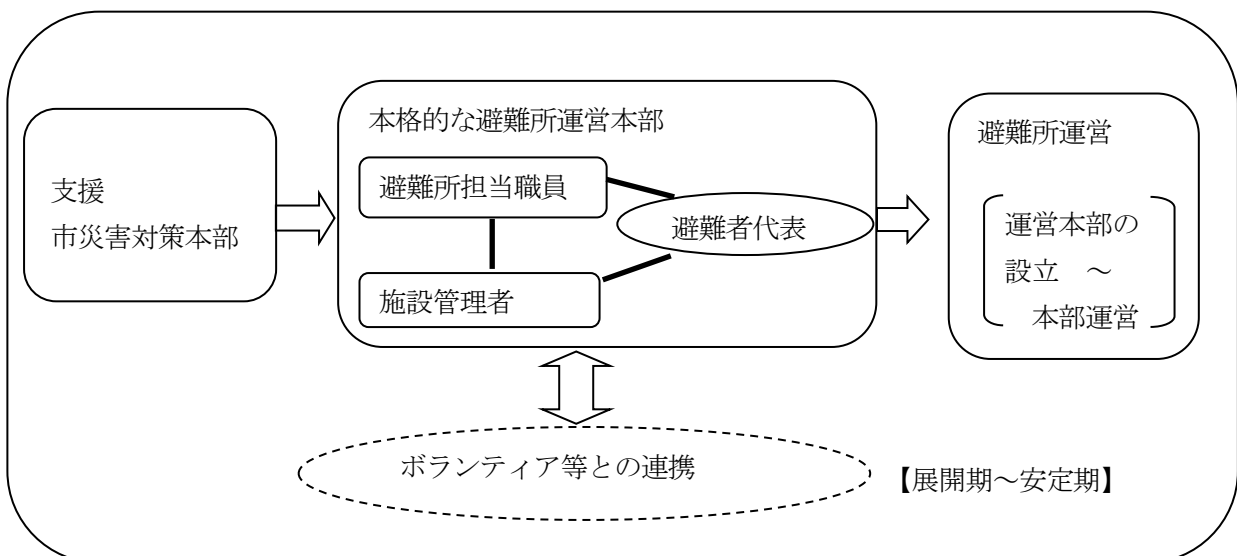 支援
市災害対策本部
本格的な避難所運営本部
避難所担当職員
避難者代表
施設管理者
避難所運営
運営本部の
設立　～
本部運営
ボランティア等との連携
【展開期～安定期】